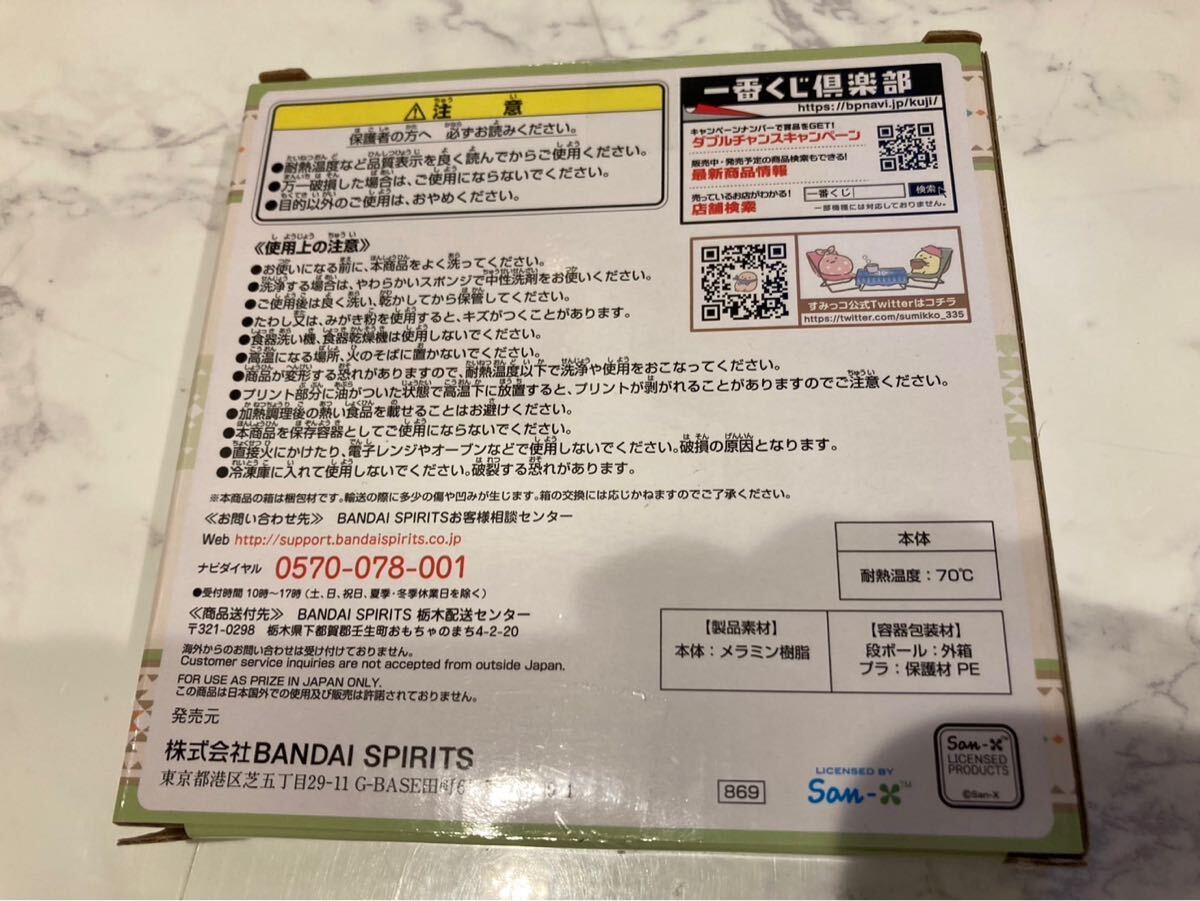 注意
保護者の方へ 必ずお読みください。
●耐熱温度など品質表示を良く読んでからご使用ください。
●万一破損した場合は、ご使用にならないでください。
●目的以外のご使用は、おやめください。
一番くじ倶楽部
https://bpnavi.jp/kuji/
キャンペーンナンバーで賞品をGET!
ダブルチャンスキャンペーン
販売中・発売予定の商品検索もできる!
最新商品情報
売っているお店がわかる!
店舗検索
一番くじ 検索
一部機種には対応しておりません。
すみっコ公式Twitterはコチラ
https://twitter.com/sumikko_335
≪使用上の注意≫
●お使いになる前に、本商品をよく洗ってください。
●洗浄する場合は、やわらかいスポンジで中性洗剤をお使いください。
●ご使用後は良く洗い、乾かしてから保管してください。
●たわし又は、みがき粉を使用すると、キズがつくことがあります。
●食器洗い機、食器乾燥機は使用しないでください。
●高温になる場所、火のそばに置かないでください。
●商品が変形する恐れがありますので、耐熱温度以下で洗浄や使用をおこなってください。
●プリント部分に油がついた状態で高温下に放置すると、プリントが剥がれることがありますのでご注意ください。
●加熱調理後の熱い食品を載せることはお避けください。
●本商品を保存容器としてご使用にならないでください。
●直接火にかけたり、電子レンジやオーブンなどで使用しないでください。破損の原因となります。
●冷凍庫に入れて使用しないでください。破裂する恐れがあります。
※本商品の箱は梱包材です。輸送の際に多少の傷や凹みが生じます。箱の交換には応じかねますのでご了承ください。
≪お問い合わせ先≫ BANDAI SPIRITSお客様相談センター
Web http://support.bandaispirits.co.jp
ナビダイヤル 0570-078-001
●受付時間 10時～17時(土、日、祝日、夏季・冬季休業日を除く)
≪商品送付先≫ BANDAI SPIRITS 栃木配送センター
〒321-0298 栃木県下都賀郡壬生町おもちゃのまち4-2-20
海外からのお問い合わせは受け付けておりません。
Customer service inquiries are not accepted from outside Japan.
FOR USE AS PRIZE IN JAPAN ONLY.
この商品は日本国外での使用及び販売は許諾されておりません。
発売元
株式会社BANDAI SPIRITS
東京都港区芝五丁目29-11 G-BASE田町
本体
耐熱温度:70℃
【製品素材】
本体:メラミン樹脂
【容器包装材】
段ボール:外箱
プラ:保護材 PE
869
LICENSED BY
San-X™
San-X™
LICENSED
PRODUCTS
©San-X